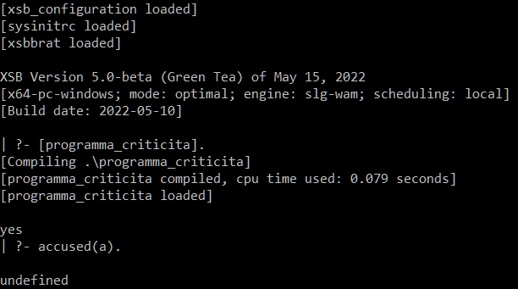 [xsb_configuration loaded]
[sysinitrc loaded]
[xsbbrat loaded]
XSB Version 5.0-beta (Green Tea) of May 15, 2022
[x64-pc-windows; mode: optimal; engine: slg-wam; scheduling: local]
[Build date: 2022-05-10]
| ?- [programma_criticita].
[Compiling .\programma_criticita]
[programma_criticita compiled, cpu time used: 0.079 seconds]
[programma_criticita loaded]
yes
| ?- accused(a).
undefined